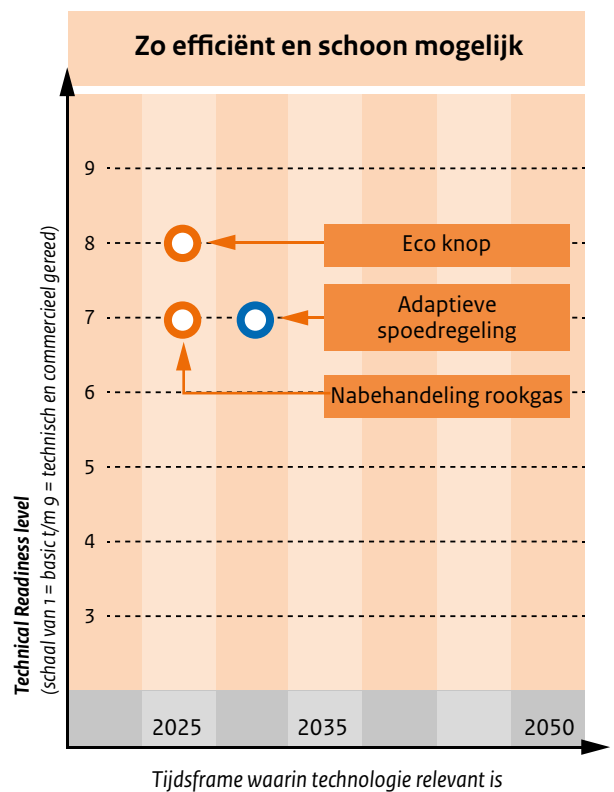 Zo efficiënt en schoon mogelijk
Technical Readiness level
(schaal van 1 = basic t/m 9 = technisch en commercieel gereed)
9
8
Eco knop
7
Adaptieve
spoedregeling
6
Nabehandeling rookgas
5
4
3
2025
2035
2050
Tijdsframe waarin technologie relevant is